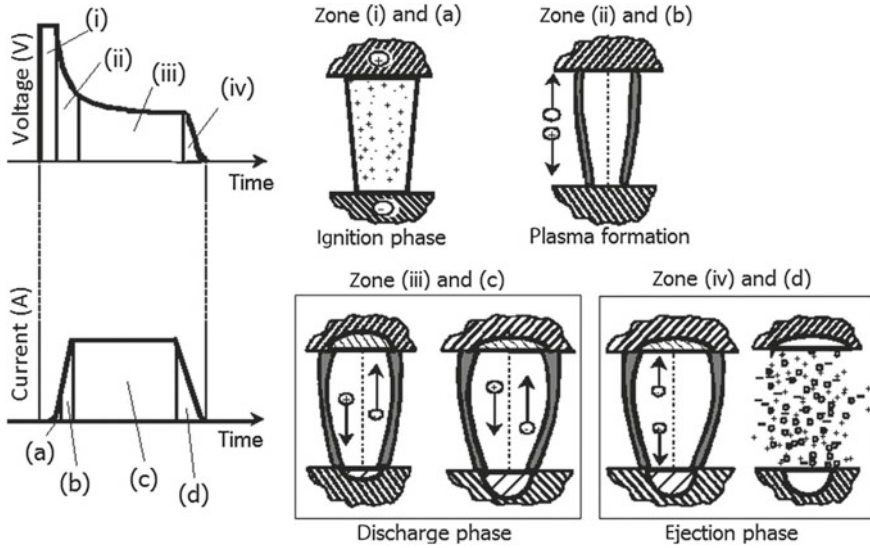 Zone (i) and (a)
Zone (ii) and (b)
(i)
(ii)
(iii)
(iv)
Voltage (V)
Time
+
-
+
Ignition phase
Plasma formation
Zone (iii) and (c)
Zone (iv) and (d)
Current (A)
Time
(a)
(b)
(c)
(d)
+
+
Discharge phase
Ejection phase